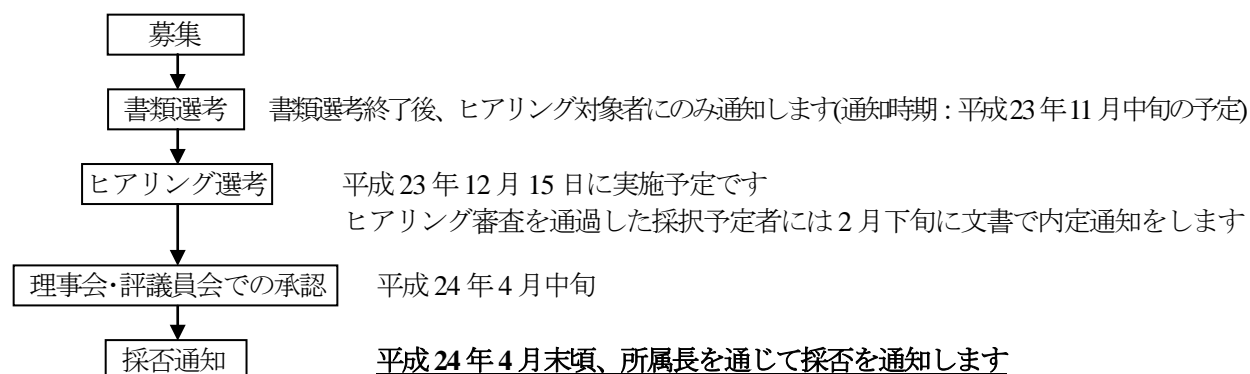 募集
書類選考 書類選考終了後、ヒアリング対象者にのみ通知します(通知時期：平成23年11月中旬の予定)
ヒアリング選考 平成23年12月15日に実施予定です
ヒアリング審査を通過した採択予定者には2月下旬に文書で内定通知をします
理事会・評議員会での承認 平成24年4月中旬
採否通知 平成24年4月末頃、所属長を通じて採否を通知します